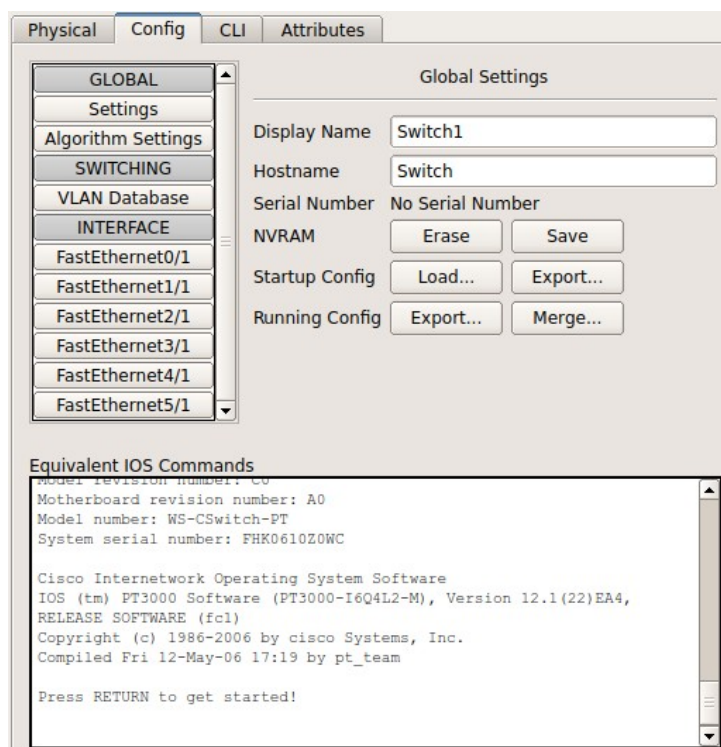 Physical Config CLI Attributes
GLOBAL
Settings
Algorithm Settings
SWITCHING
VLAN Database
INTERFACE
FastEthernet0/1
FastEthernet1/1
FastEthernet2/1
FastEthernet3/1
FastEthernet4/1
FastEthernet5/1
Global Settings
Display Name Switch1
Hostname Switch
Serial Number No Serial Number
NVRAM Erase Save
Startup Config Load... Export...
Running Config Export... Merge...
Equivalent IOS Commands
Model revision number: C0
Motherboard revision number: A0
Model number: WS-CSwitch-PT
System serial number: FHK0610Z0WC
Cisco Internetwork Operating System Software
IOS (tm) PT3000 Software (PT3000-I6Q4L2-M), Version 12.1(22)EA4,
RELEASE SOFTWARE (fc1)
Copyright (c) 1986-2006 by cisco Systems, Inc.
Compiled Fri 12-May-06 17:19 by pt_team
Press RETURN to get started!